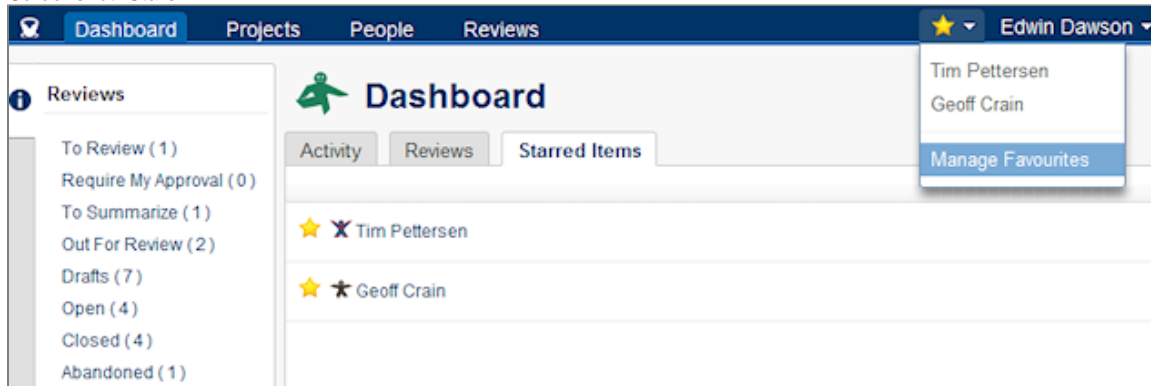 Dashboard Projects People Reviews Edwin Dawson
Tim Pettersen
Geoff Crain
Manage Favourites
Reviews
To Review (1)
Require My Approval (0)
To Summarize (1)
Out For Review (2)
Drafts (7)
Open (4)
Closed (4)
Abandoned (1)
Dashboard
Activity Reviews Starred Items
Tim Pettersen
Geoff Crain